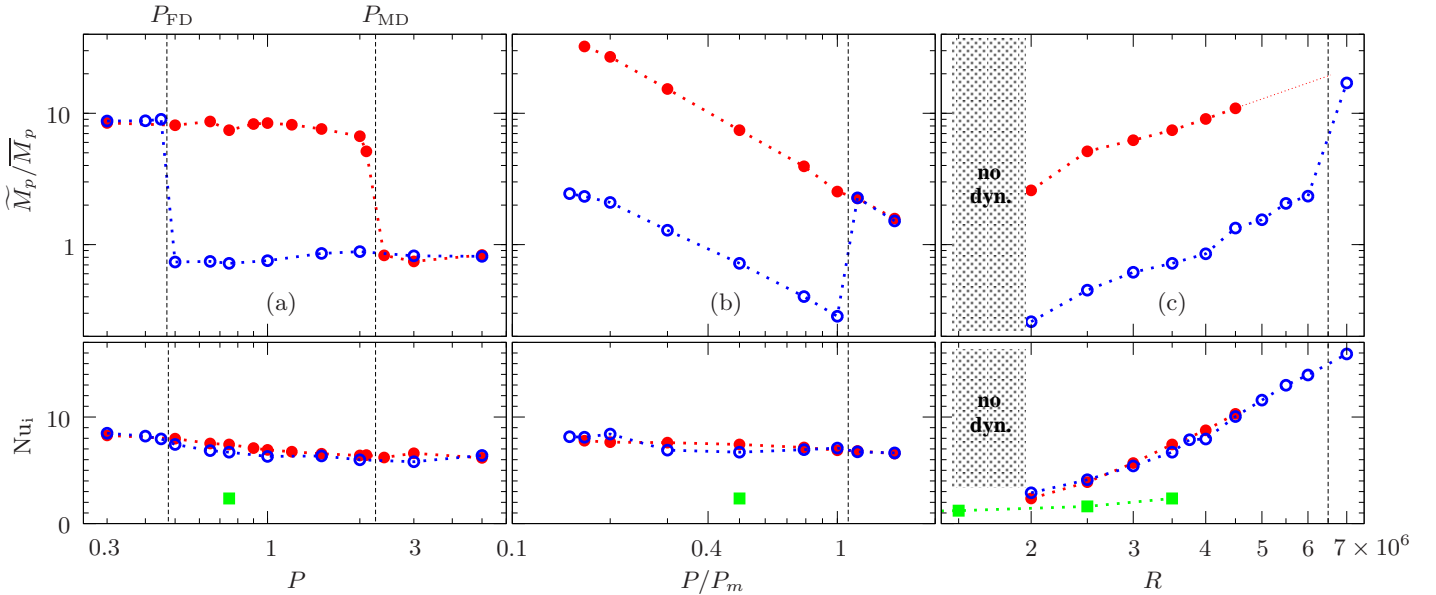 P_FD P_MD
10
1
M̃_p/M̅_p
(a) (b) (c)
no
dyn.
10
0
Nu_i
no
dyn.
0.3 1 3 0.1 0.4 1 2 3 4 5 6 7 × 10^6
P P/P_m R